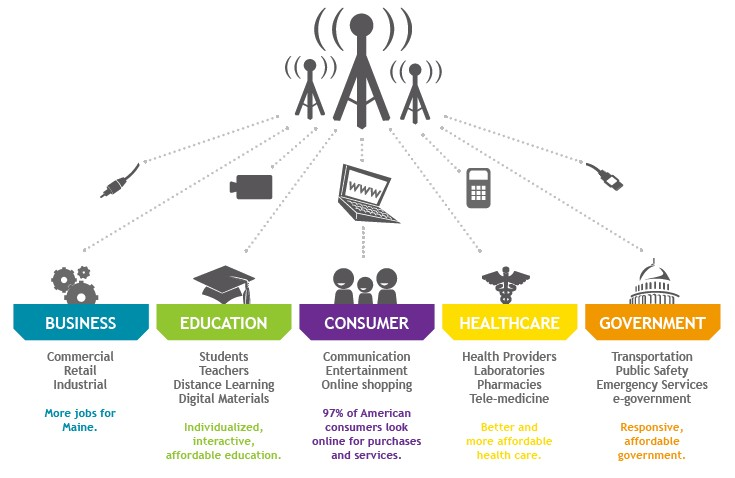 WWW
BUSINESS
Commercial
Retail
Industrial
More jobs for
Maine.
EDUCATION
Students
Teachers
Distance Learning
Digital Materials
Individualized,
interactive,
affordable education.
CONSUMER
Communication
Entertainment
Online shopping
97% of American
consumers look
online for purchases
and services.
HEALTHCARE
Health Providers
Laboratories
Pharmacies
Tele-medicine
Better and
more affordable
health care.
GOVERNMENT
Transportation
Public Safety
Emergency Services
e-government
Responsive,
affordable
government.